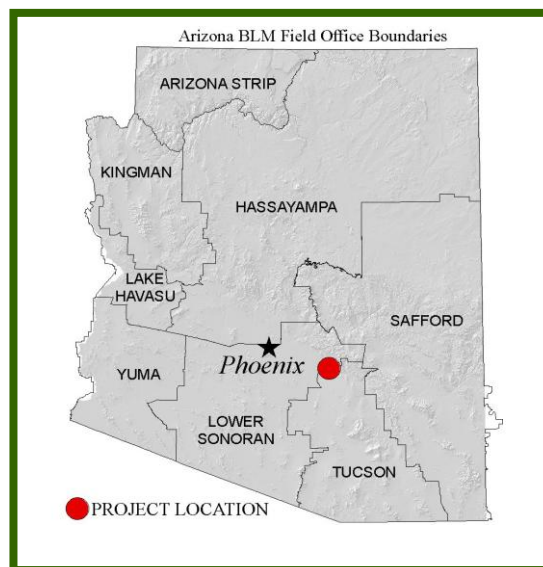 Arizona BLM Field Office Boundaries
ARIZONA STRIP
KINGMAN
HASSAYAMPA
LAKE
HAVASU
SAFFORD
Phoenix
YUMA
LOWER
SONORAN
TUCSON
PROJECT LOCATION